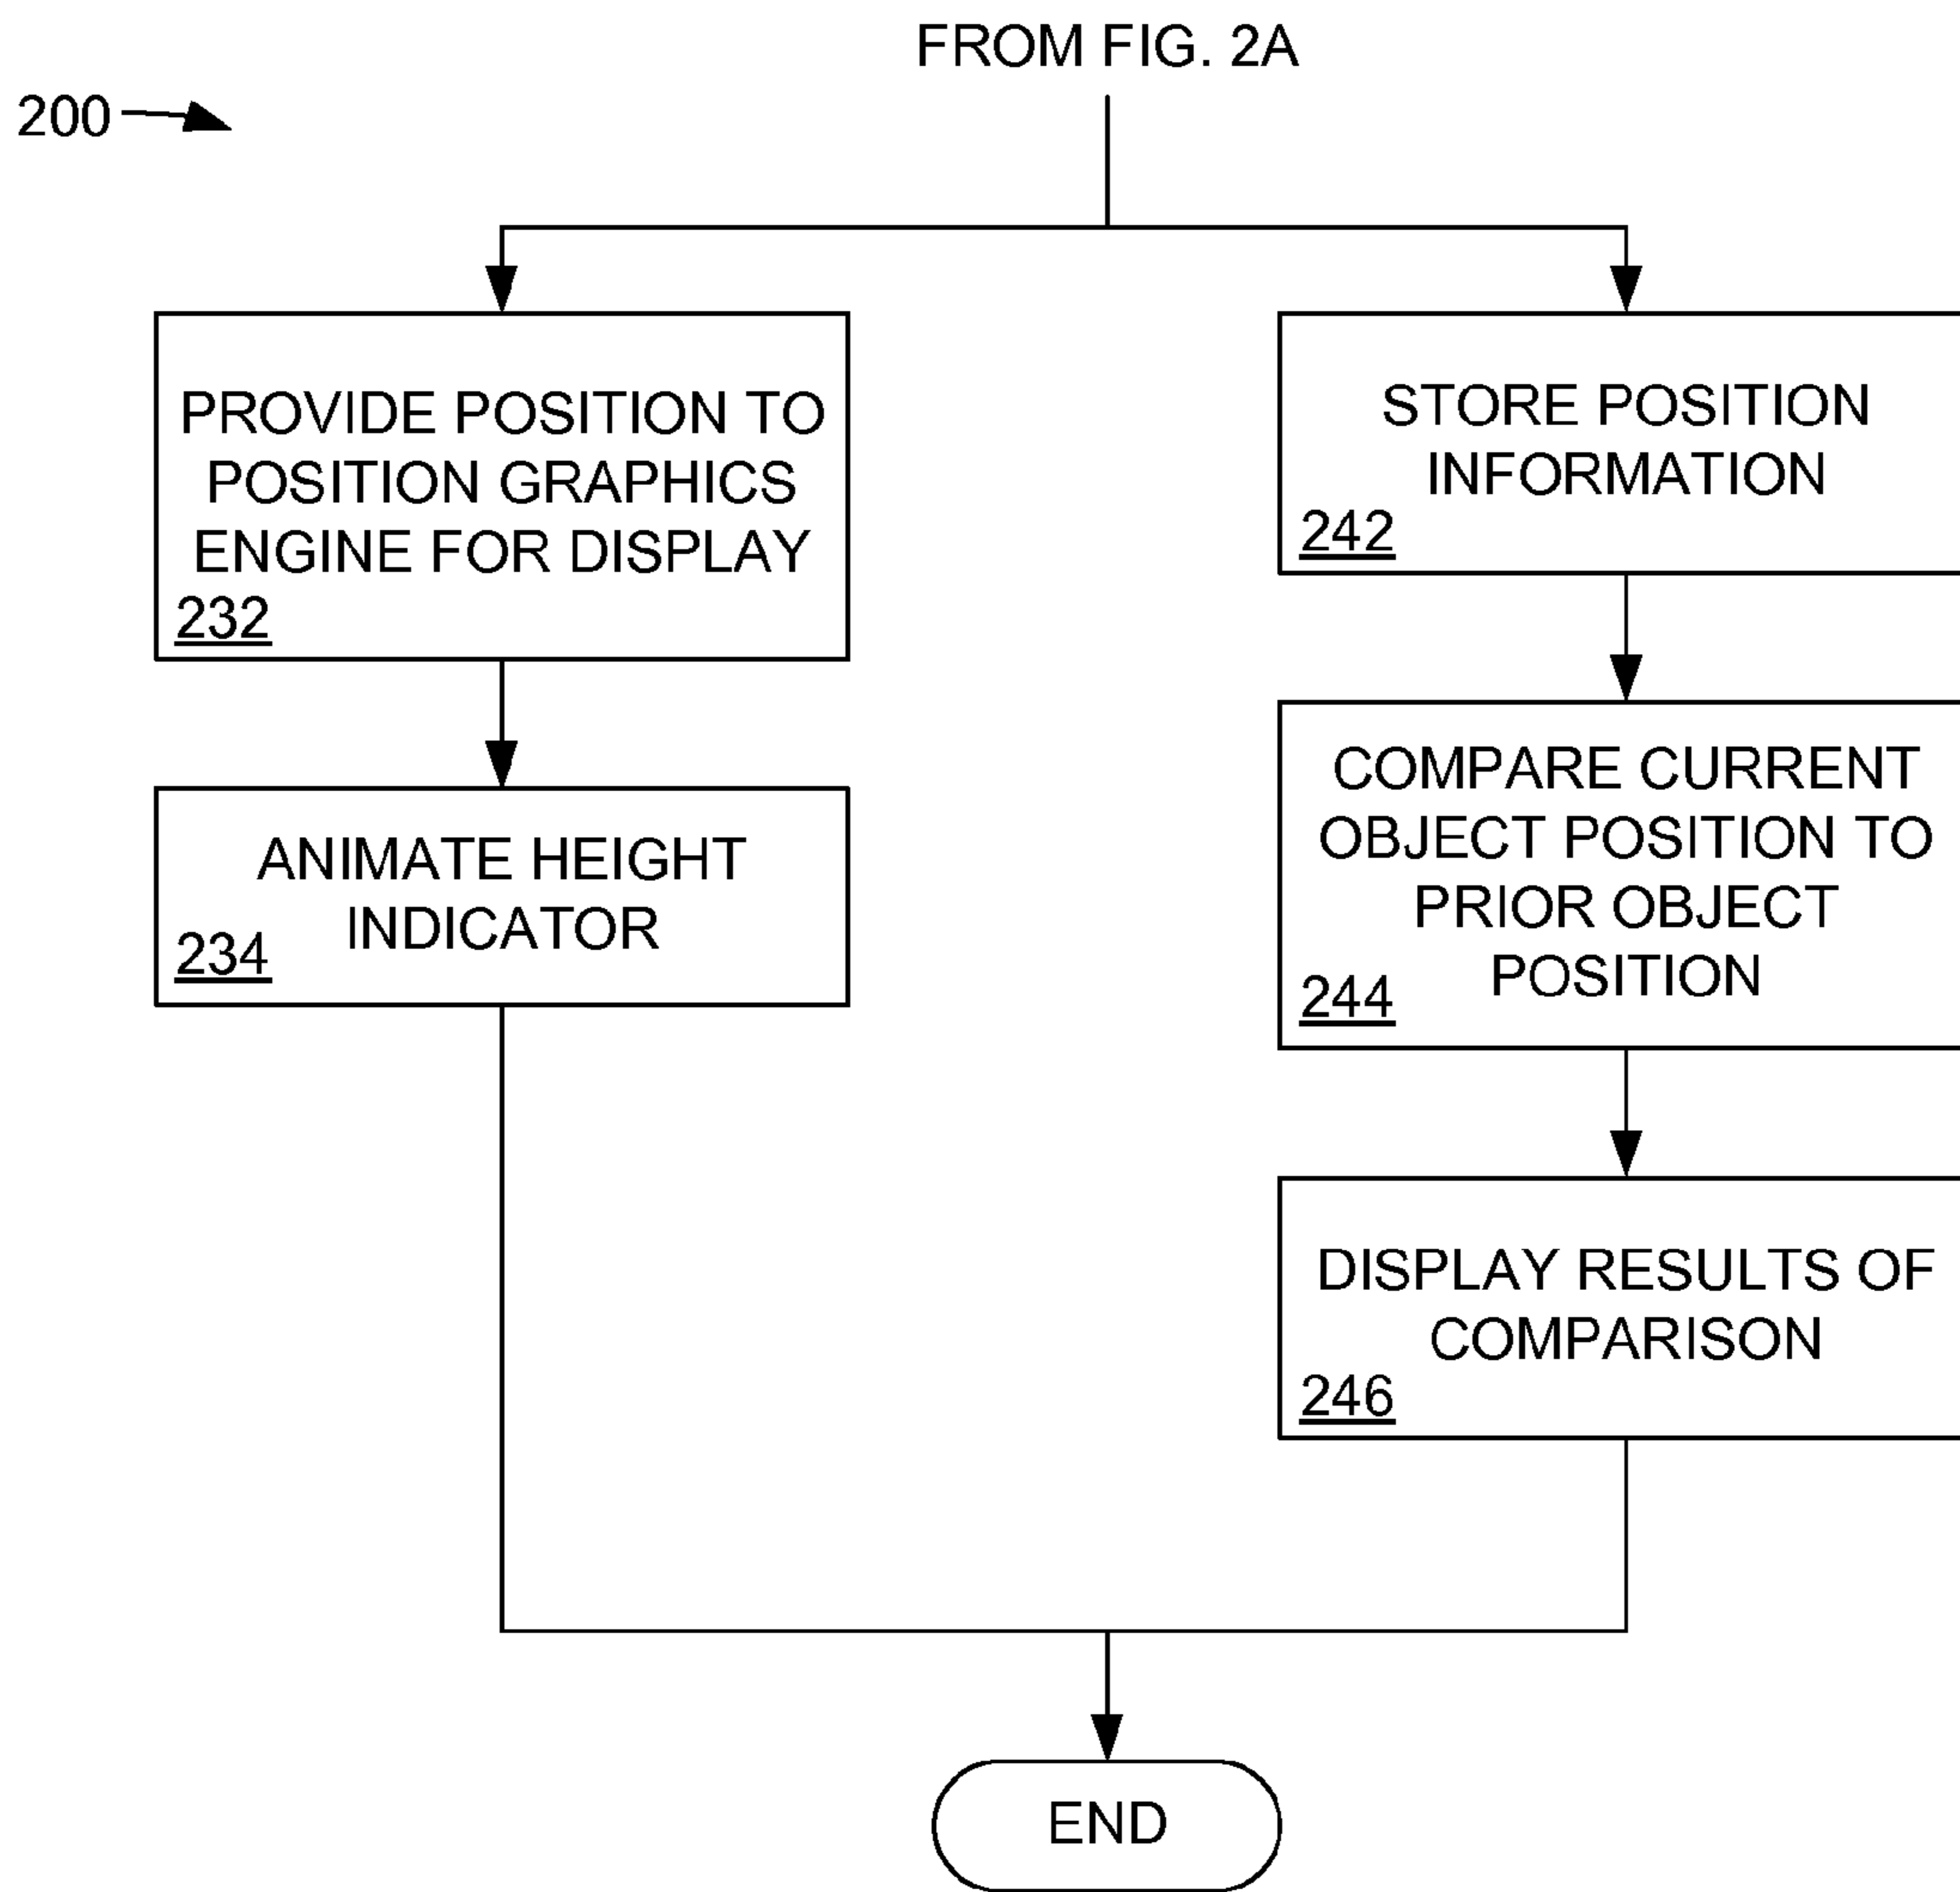 FROM FIG. 2A
200
PROVIDE POSITION TO
POSITION GRAPHICS
ENGINE FOR DISPLAY
232
ANIMATE HEIGHT
INDICATOR
234
STORE POSITION
INFORMATION
242
COMPARE CURRENT
OBJECT POSITION TO
PRIOR OBJECT
POSITION
244
DISPLAY RESULTS OF
COMPARISON
246
END